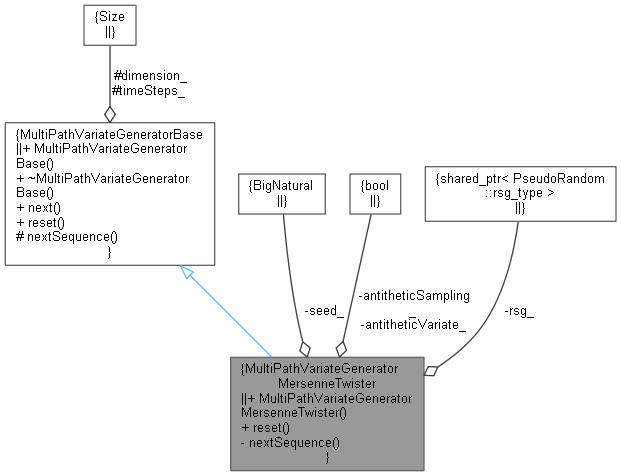 {Size
||}
#dimension_
#timeSteps_
{MultiPathVariateGeneratorBase
||+ MultiPathVariateGenerator
Base()
+ ~MultiPathVariateGenerator
Base()
+ next()
+ reset()
# nextSequence()
}
{BigNatural
||}
{bool
||}
{shared_ptr< PseudoRandom
::rsg_type >
||}
-seed_
-antitheticSampling
_
-antitheticVariate_
-rsg_
{MultiPathVariateGenerator
MersenneTwister
||+ MultiPathVariateGenerator
MersenneTwister()
+ reset()
- nextSequence()
}